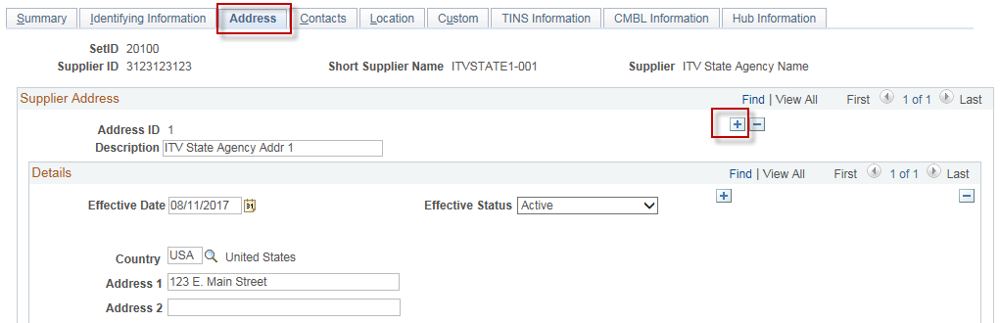 Summary Identifying Information Address Contacts Location Custom TINS Information CMBL Information Hub Information
SetID 20100
Supplier ID 3123123123 Short Supplier Name ITVSTATE1-001 Supplier ITV State Agency Name
Supplier Address Find | View All First 1 of 1 Last
Address ID 1 + −
Description ITV State Agency Addr 1
Details Find | View All First 1 of 1 Last
Effective Date 08/11/2017 31 Effective Status Active + −
Country USA United States
Address 1 123 E. Main Street
Address 2